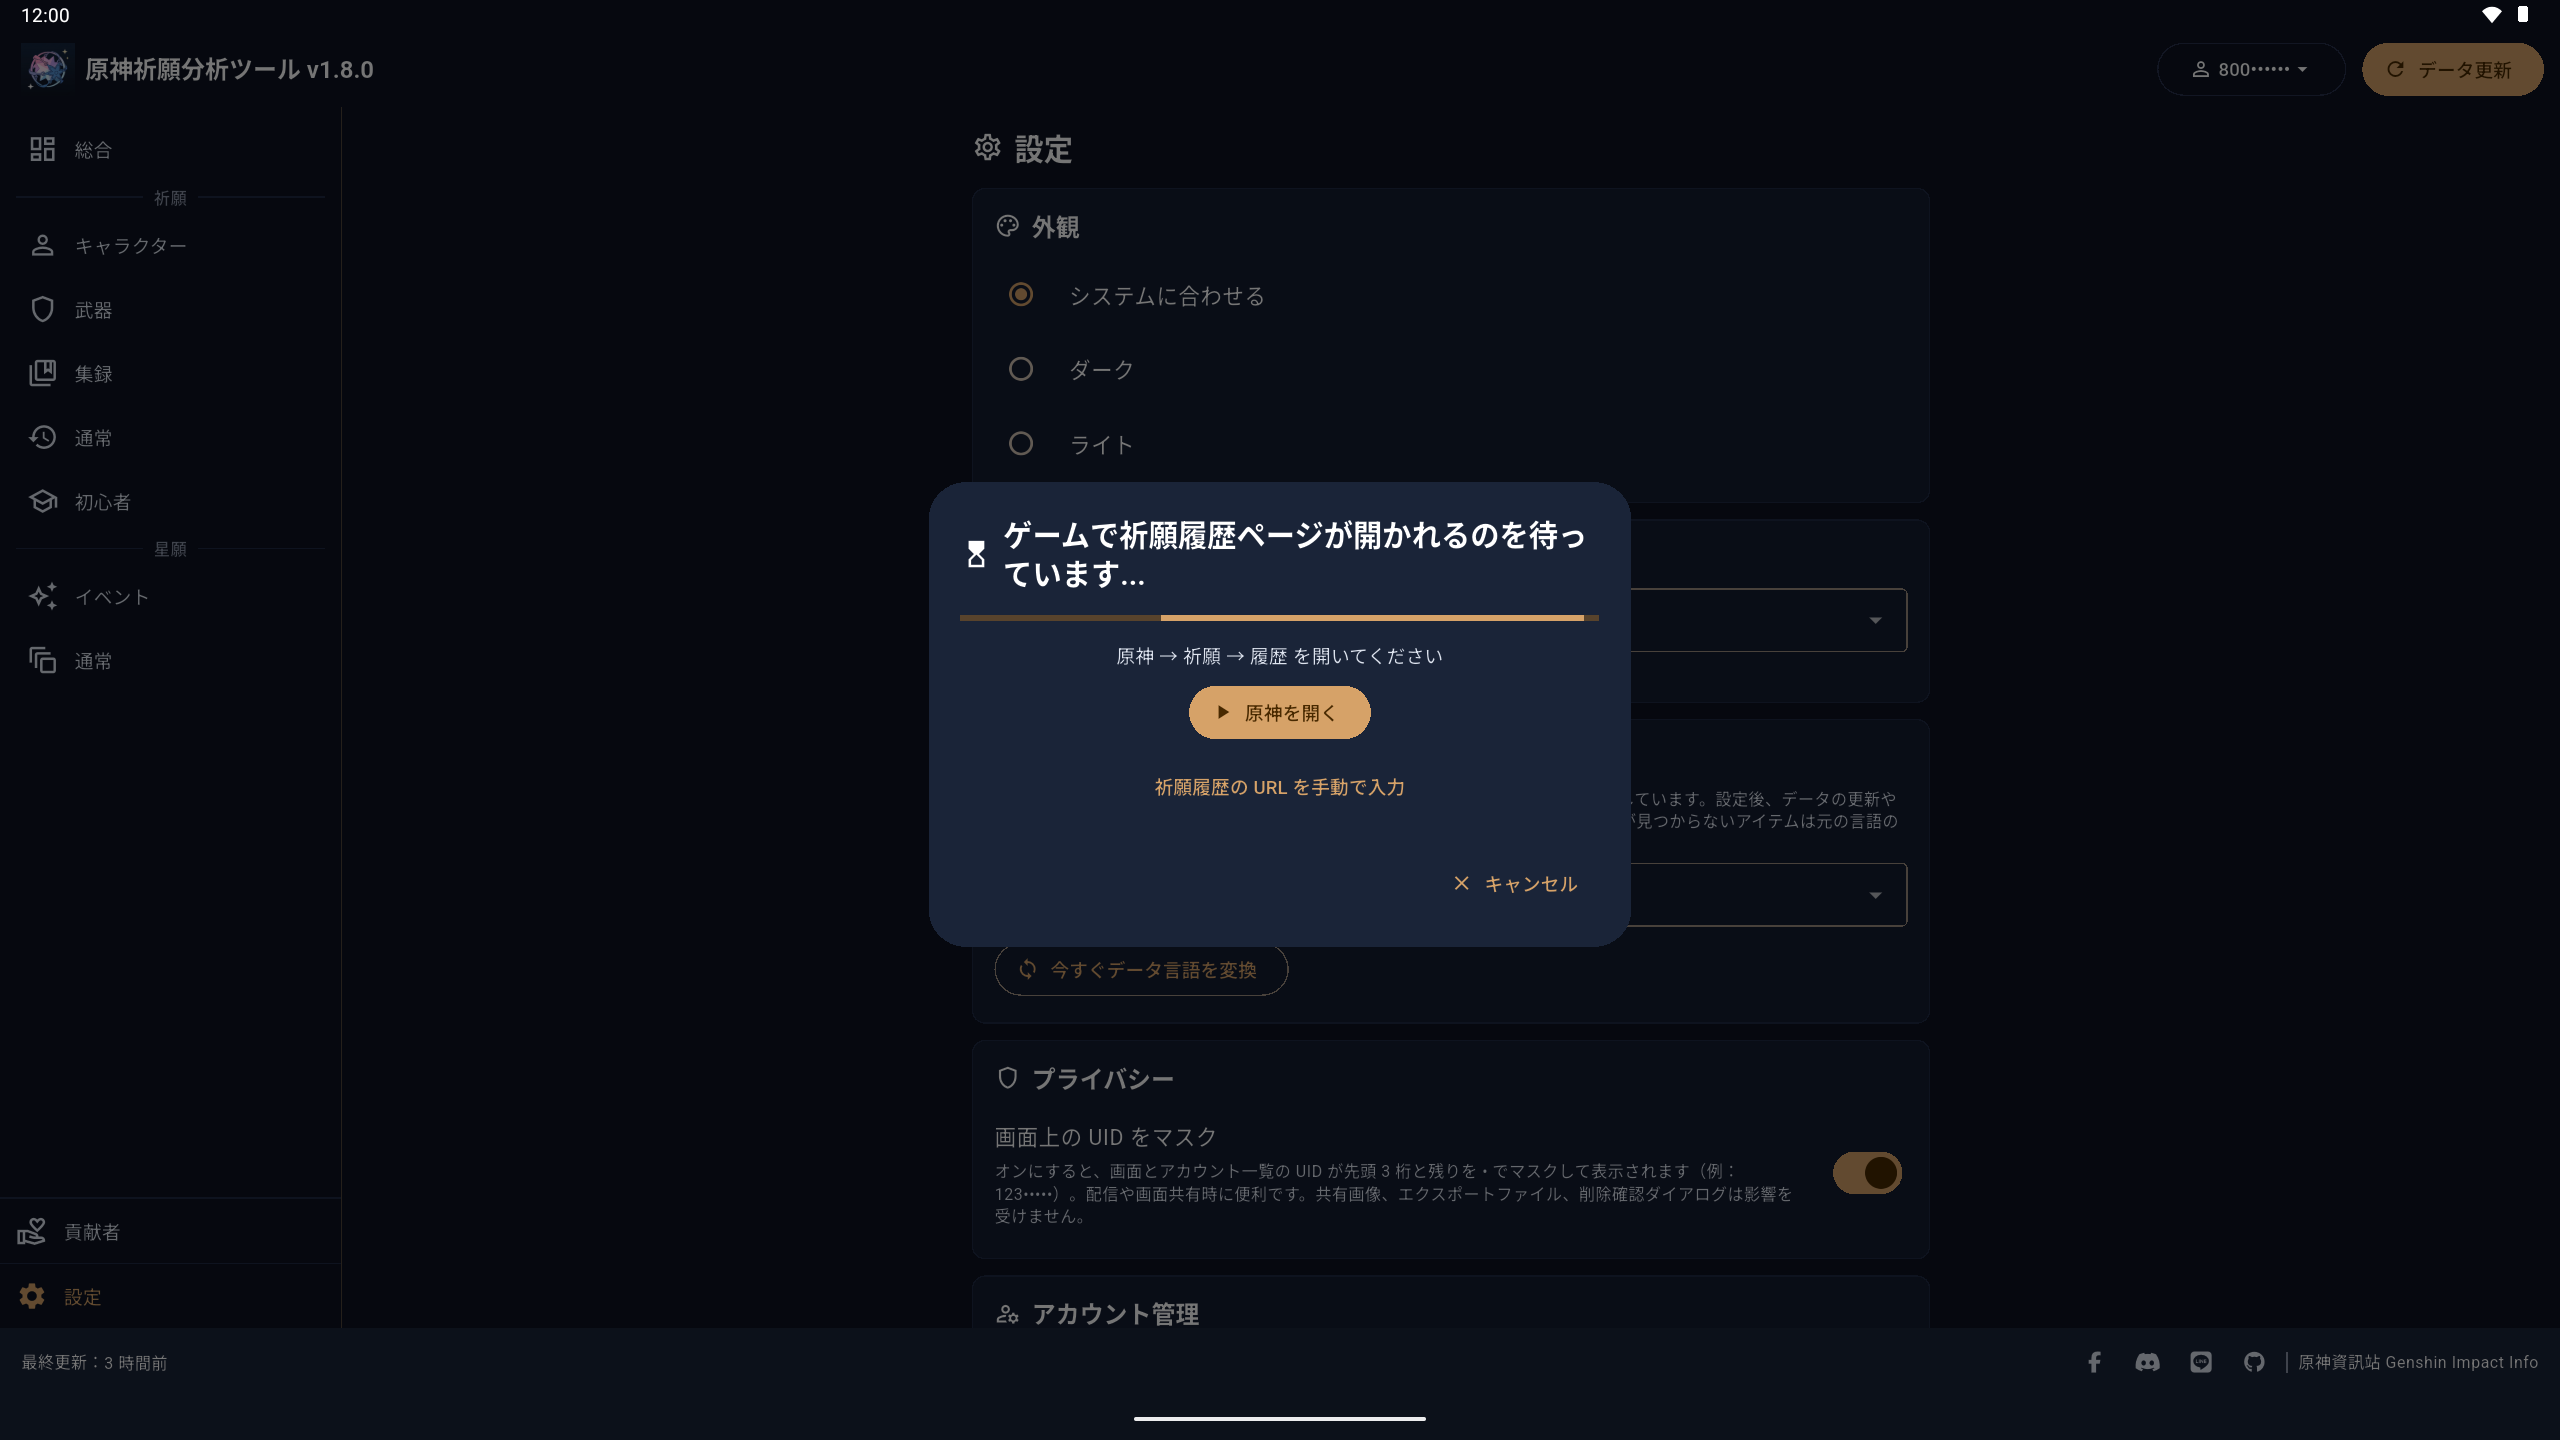 12:00
原神祈願分析ツール v1.8.0
800••••••
データ更新
総合
祈願
キャラクター
武器
集録
通常
初心者
星願
イベント
通常
貢献者
設定
設定
外観
システムに合わせる
ダーク
ライト
ゲームで祈願履歴ページが開かれるのを待っ
ています...
原神 → 祈願 → 履歴 を開いてください
原神を開く
祈願履歴の URL を手動で入力
キャンセル
ています。設定後、データの更新や
見つからないアイテムは元の言語の
今すぐデータ言語を変換
プライバシー
画面上の UID をマスク
オンにすると、画面とアカウント一覧の UID が先頭 3 桁と残りを • でマスクして表示されます（例：
123•••••）。配信や画面共有時に便利です。共有画像、エクスポートファイル、削除確認ダイアログは影響を
受けません。
アカウント管理
最終更新：3 時間前
原神資訊站 Genshin Impact Info